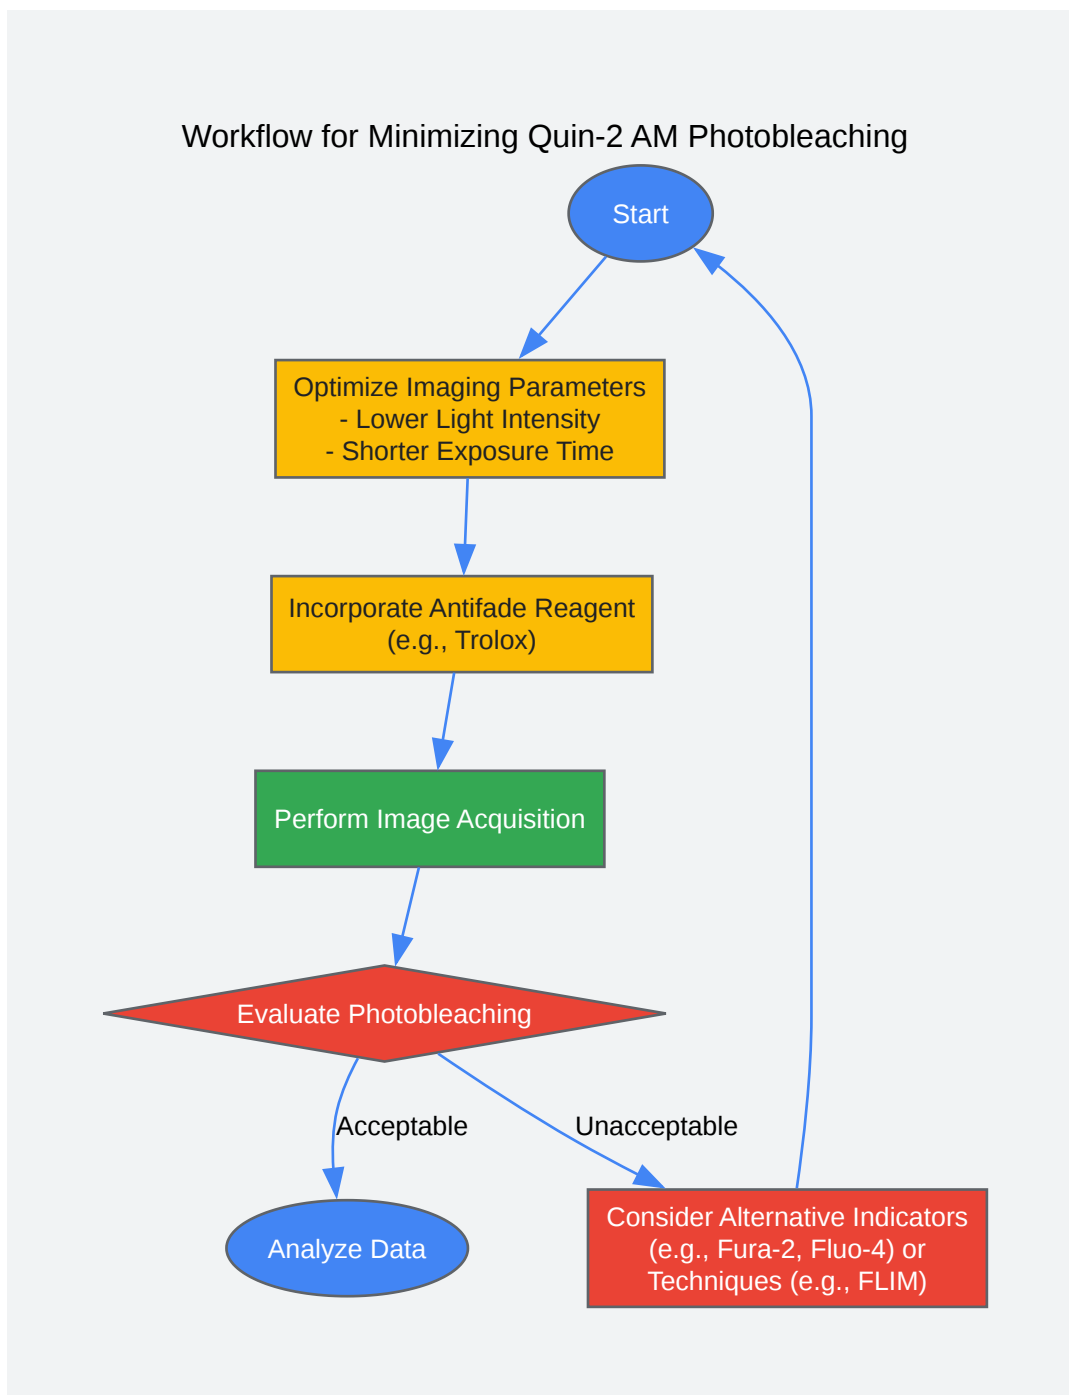 Workflow for Minimizing Quin-2 AM Photobleaching
Start
Optimize Imaging Parameters
- Lower Light Intensity
- Shorter Exposure Time
Incorporate Antifade Reagent
(e.g., Trolox)
Perform Image Acquisition
Evaluate Photobleaching
Acceptable
Unacceptable
Analyze Data
Consider Alternative Indicators
(e.g., Fura-2, Fluo-4) or
Techniques (e.g., FLIM)